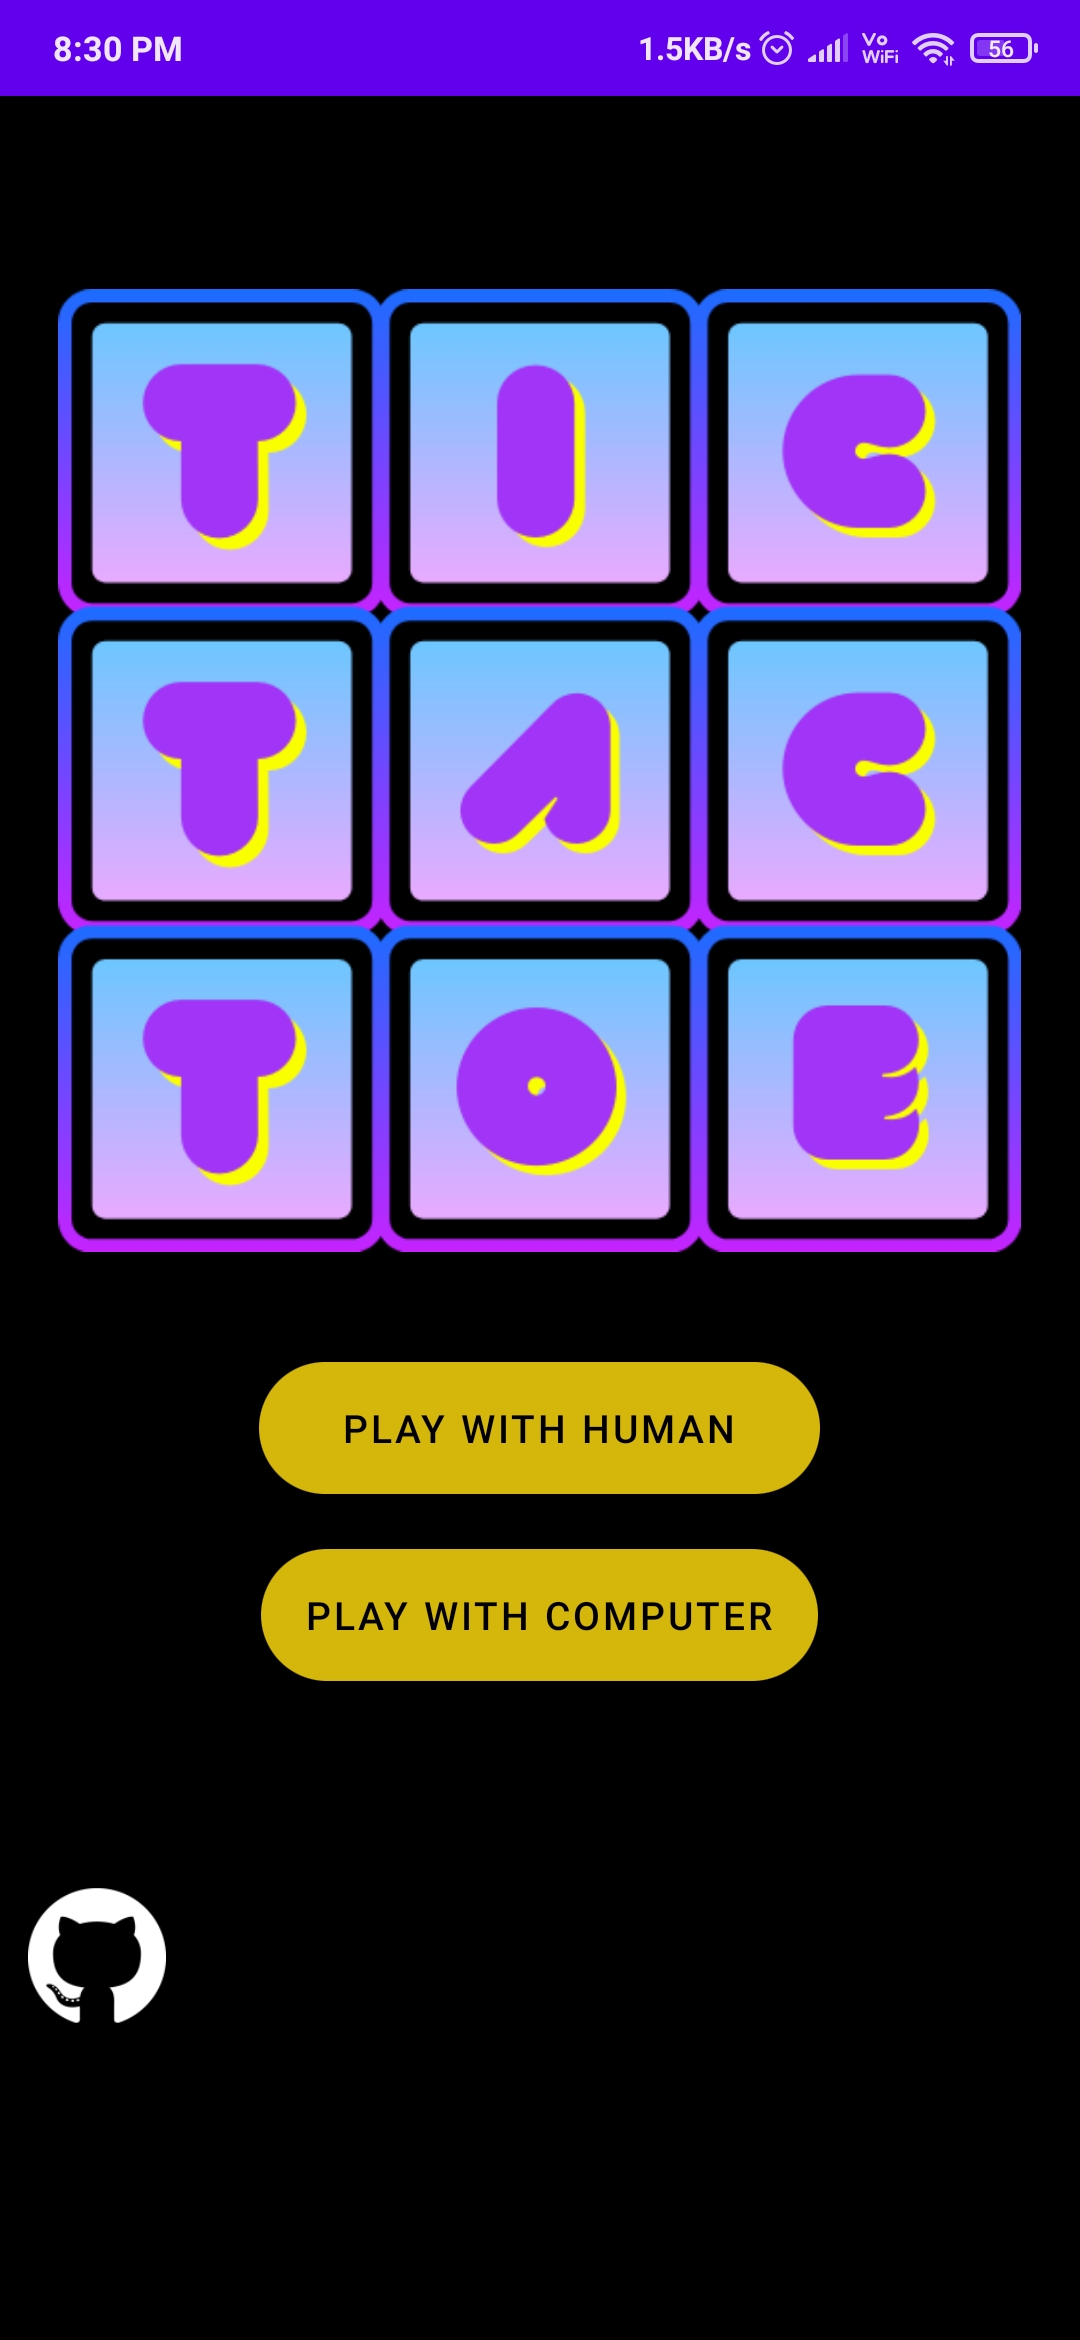 8:30 PM 1.5KB/s Vo WiFi 56
T I C
T A C
T O E
PLAY WITH HUMAN
PLAY WITH COMPUTER